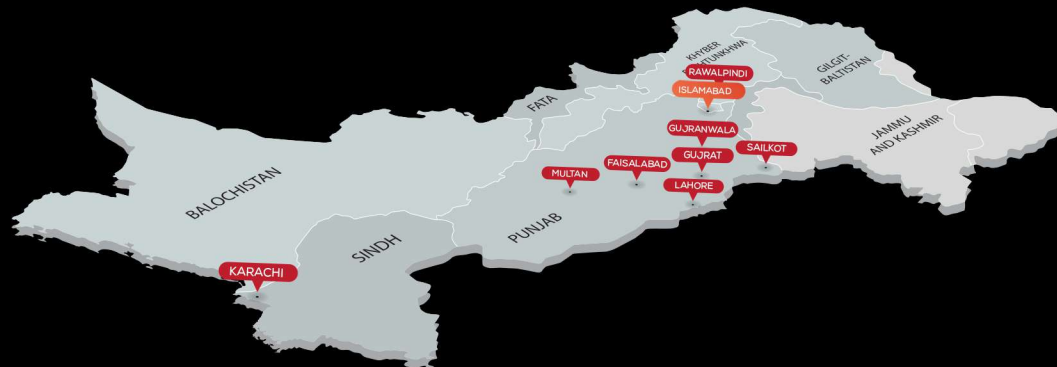 KHYBER
TUNKHWA
GILGIT-
BALTISTAN
RAWALPINDI
ISLAMABAD
FATA
GUJRANWALA
JAMMU
AND KASHMIR
SAILKOT
GUJRAT
FAISALABAD
MULTAN
LAHORE
BALOCHISTAN
PUNJAB
SINDH
KARACHI